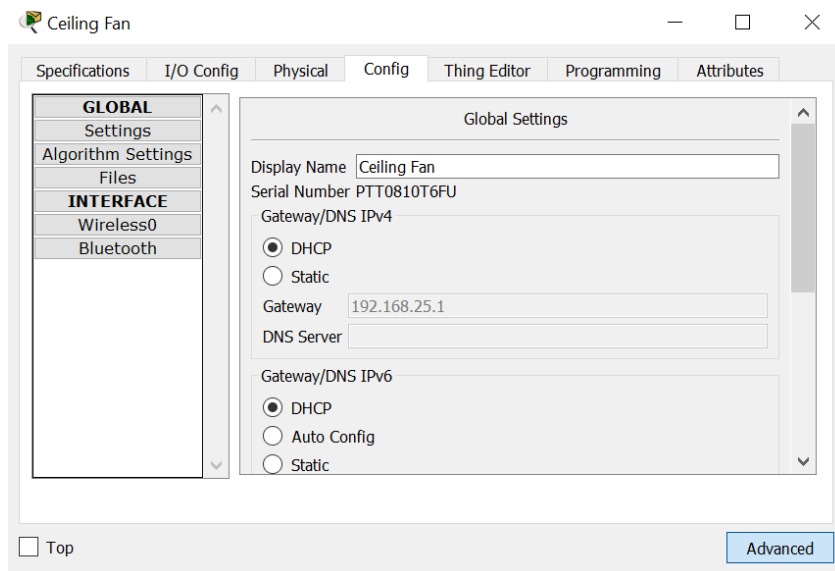 Ceiling Fan
Specifications I/O Config Physical Config Thing Editor Programming Attributes
GLOBAL
Settings
Algorithm Settings
Files
INTERFACE
Wireless0
Bluetooth
Global Settings
Display Name Ceiling Fan
Serial Number PTT0810T6FU
Gateway/DNS IPv4
DHCP
Static
Gateway 192.168.25.1
DNS Server
Gateway/DNS IPv6
DHCP
Auto Config
Static
Top
Advanced